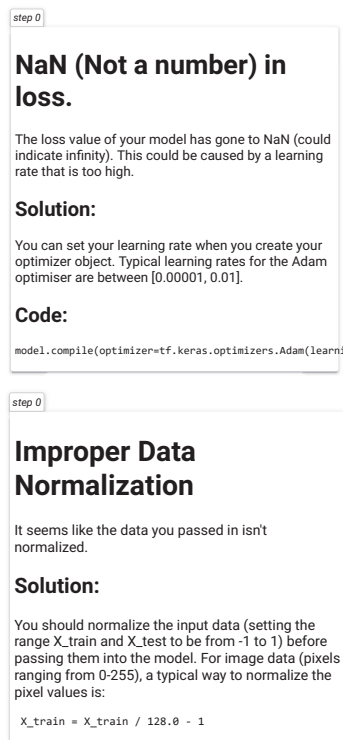 step 0
NaN (Not a number) in
loss.
The loss value of your model has gone to NaN (could
indicate infinity). This could be caused by a learning
rate that is too high.
Solution:
You can set your learning rate when you create your
optimizer object. Typical learning rates for the Adam
optimiser are between [0.00001, 0.01].
Code:
model.compile(optimizer=tf.keras.optimizers.Adam(learni
step 0
Improper Data
Normalization
It seems like the data you passed in isn't
normalized.
Solution:
You should normalize the input data (setting the
range X_train and X_test to be from -1 to 1) before
passing them into the model. For image data (pixels
ranging from 0-255), a typical way to normalize the
pixel values is:
X_train = X_train / 128.0 - 1